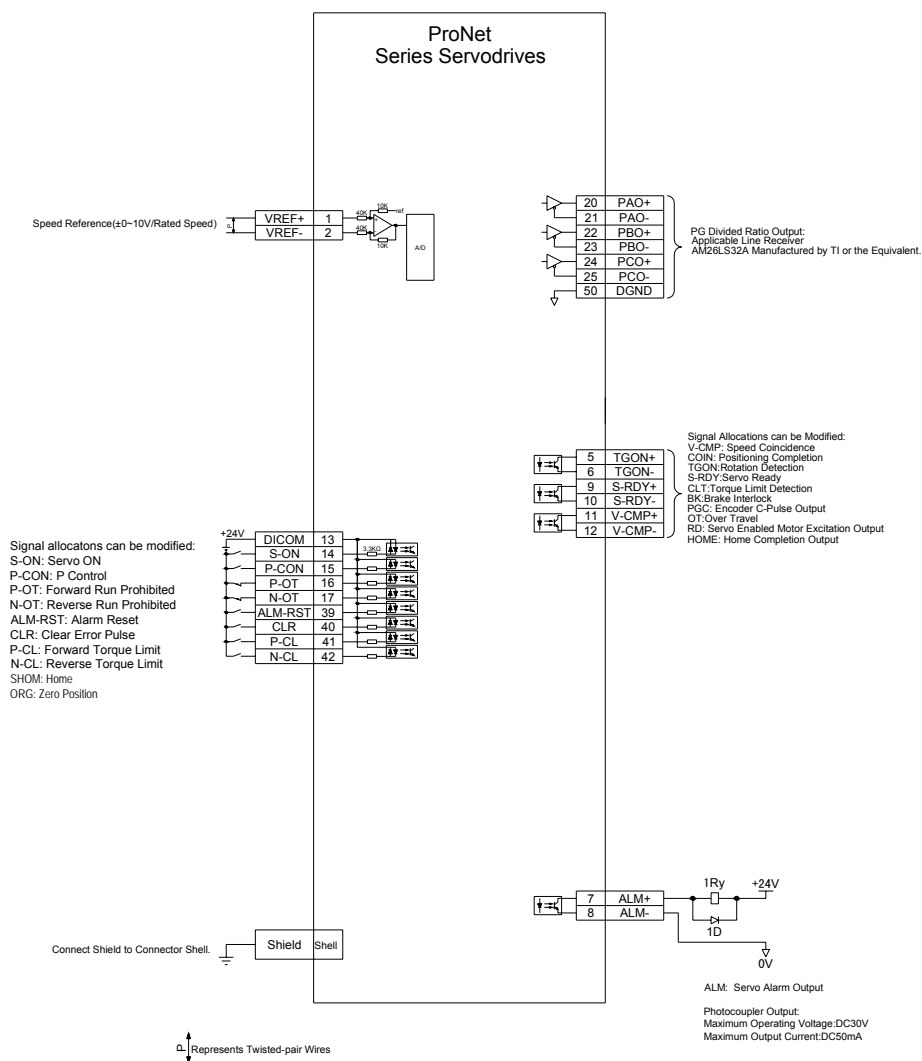 ProNet
Series Servodrives
Speed Reference(±0~10V/Rated Speed)
P
VREF+ 1
VREF- 2
40K
40K
10K
10K
ref
A/D
20 PAO+
21 PAO-
22 PBO+
23 PBO-
24 PCO+
25 PCO-
50 DGND
PG Divided Ratio Output:
Applicable Line Receiver
AM26LS32A Manufactured by TI or the Equivalent.
5 TGON+
6 TGON-
9 S-RDY+
10 S-RDY-
11 V-CMP+
12 V-CMP-
Signal Allocations can be Modified:
V-CMP: Speed Coincidence
COIN: Positioning Completion
TGON:Rotation Detection
S-RDY:Servo Ready
CLT:Torque Limit Detection
BK:Brake Interlock
PGC: Encoder C-Pulse Output
OT:Over Travel
RD: Servo Enabled Motor Excitation Output
HOME: Home Completion Output
Signal allocatons can be modified:
S-ON: Servo ON
P-CON: P Control
P-OT: Forward Run Prohibited
N-OT: Reverse Run Prohibited
ALM-RST: Alarm Reset
CLR: Clear Error Pulse
P-CL: Forward Torque Limit
N-CL: Reverse Torque Limit
SHOM: Home
ORG: Zero Position
+24V
DICOM 13
S-ON 14
P-CON 15
P-OT 16
N-OT 17
ALM-RST 39
CLR 40
P-CL 41
N-CL 42
3.3KΩ
7 ALM+
8 ALM-
1Ry
+24V
1D
0V
ALM: Servo Alarm Output
Photocoupler Output:
Maximum Operating Voltage:DC30V
Maximum Output Current:DC50mA
Connect Shield to Connector Shell.
Shield Shell
P Represents Twisted-pair Wires